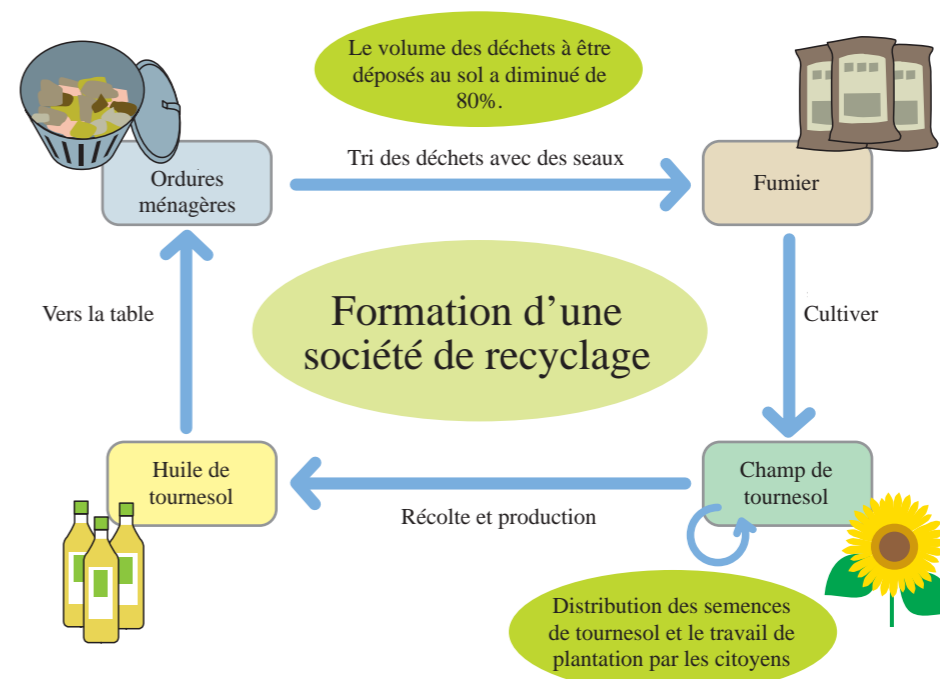 Le volume des déchets à être
déposés au sol a diminué de
80%.
Tri des déchets avec des seaux
Ordures
ménagères
Fumier
Vers la table
Formation d’une
société de recyclage
Cultiver
Huile de
tournesol
Champ de
tournesol
Récolte et production
Distribution des semences
de tournesol et le travail de
plantation par les citoyens